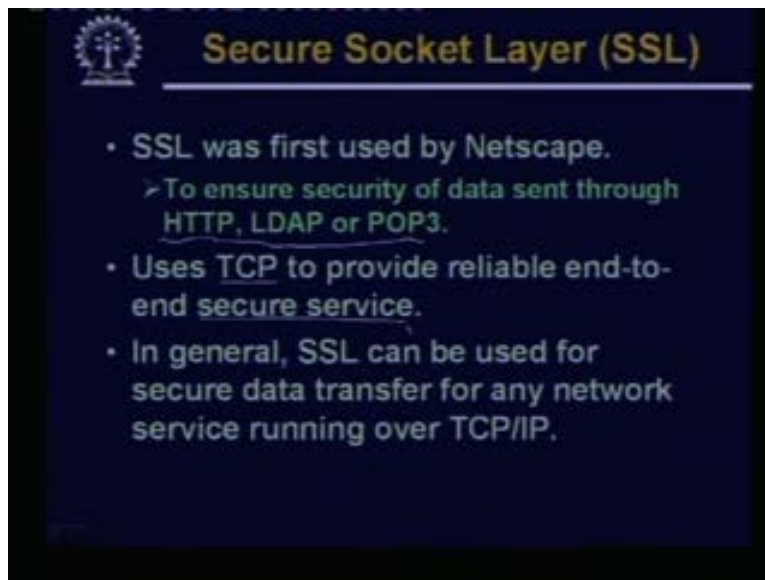 Secure Socket Layer (SSL)
• SSL was first used by Netscape.
➢To ensure security of data sent through
HTTP, LDAP or POP3.
• Uses TCP to provide reliable end-to-
end secure service.
• In general, SSL can be used for
secure data transfer for any network
service running over TCP/IP.